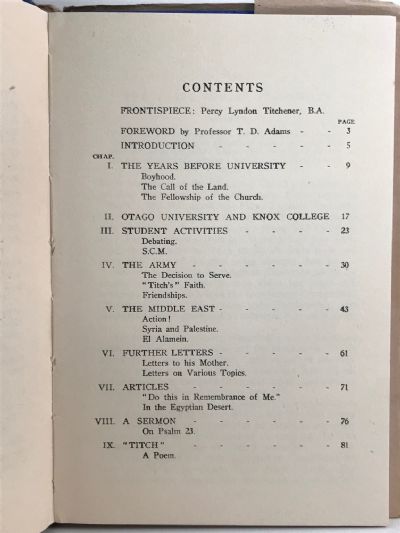 CONTENTS
FRONTISPIECE: Percy Lyndon Titchener, B.A.
PAGE
FOREWORD by Professor T. D. Adams - - 3
INTRODUCTION - - - - - 5
CHAP.
I. THE YEARS BEFORE UNIVERSITY - - 9
Boyhood.
The Call of the Land.
The Fellowship of the Church.
II. OTAGO UNIVERSITY AND KNOX COLLEGE 17
III. STUDENT ACTIVITIES - - - - 23
Debating.
S.C.M.
IV. THE ARMY - - - - - - 30
The Decision to Serve.
"Titch's" Faith.
Friendships.
V. THE MIDDLE EAST - - - - - 43
Action!
Syria and Palestine.
El Alamein.
VI. FURTHER LETTERS - - - - - 61
Letters to his Mother.
Letters on Various Topics.
VII. ARTICLES - - - - - - 71
"Do this in Remembrance of Me."
In the Egyptian Desert.
VIII. A SERMON - - - - - - 76
On Psalm 23.
IX. "TITCH" - - - - - - 81
A Poem.